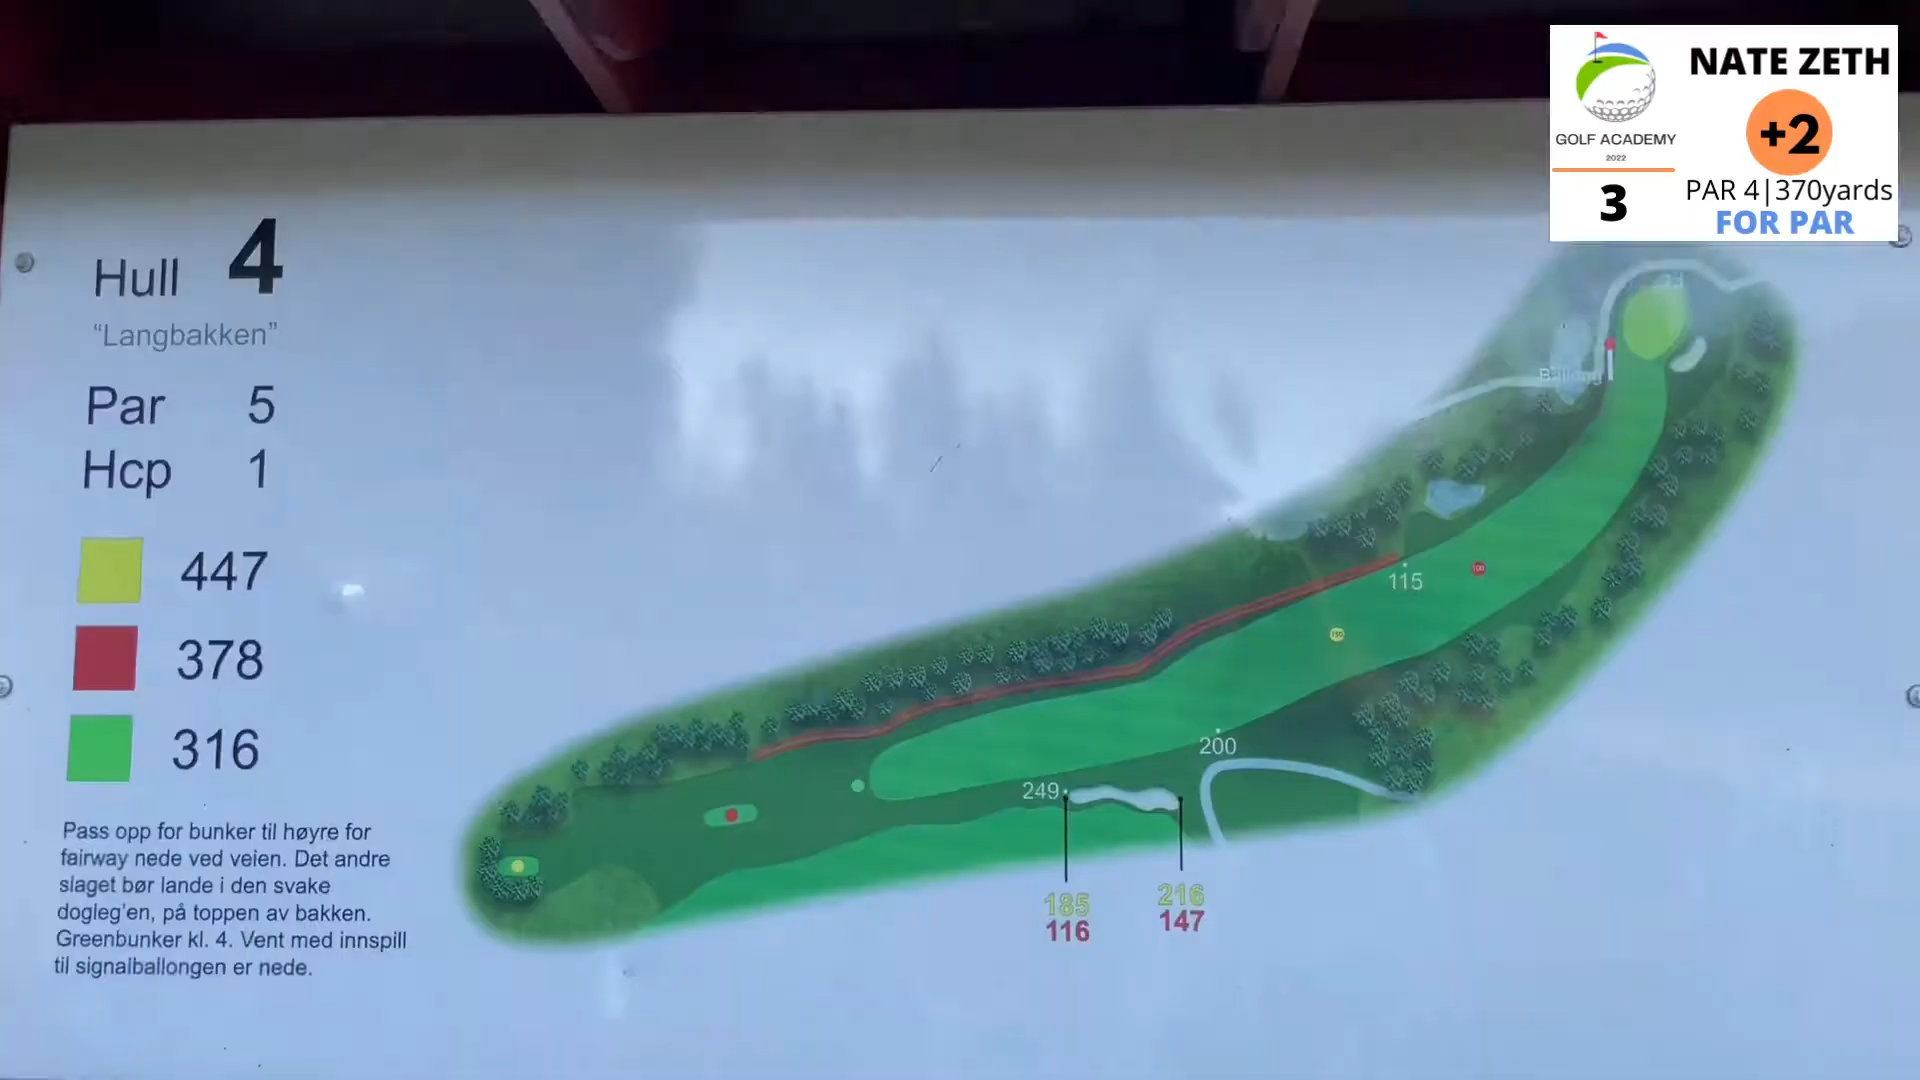 NATE ZETH
+2
GOLF ACADEMY
2022
3
PAR 4|370yards
FOR PAR
Hull 4
“Langbakken”
Par 5
Hcp 1
447
378
316
Pass opp for bunker til høyre for
fairway nede ved veien. Det andre
slaget bør lande i den svake
dogleg’en, på toppen av bakken.
Greenbunker kl. 4. Vent med innspill
til signalballongen er nede.
115
100
150
200
249
185
116
216
147